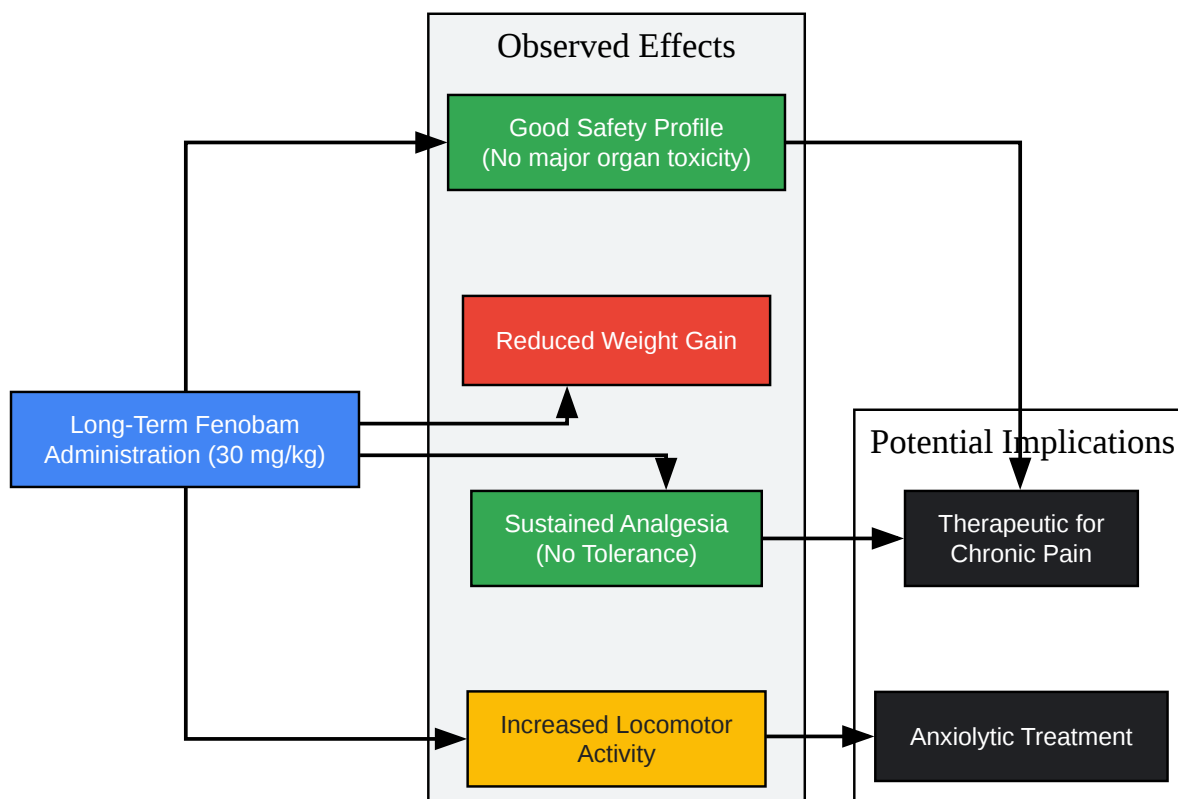 Observed Effects
Good Safety Profile
(No major organ toxicity)
Reduced Weight Gain
Long-Term Fenobam
Administration (30 mg/kg)
Potential Implications
Sustained Analgesia
(No Tolerance)
Therapeutic for
Chronic Pain
Increased Locomotor
Activity
Anxiolytic Treatment